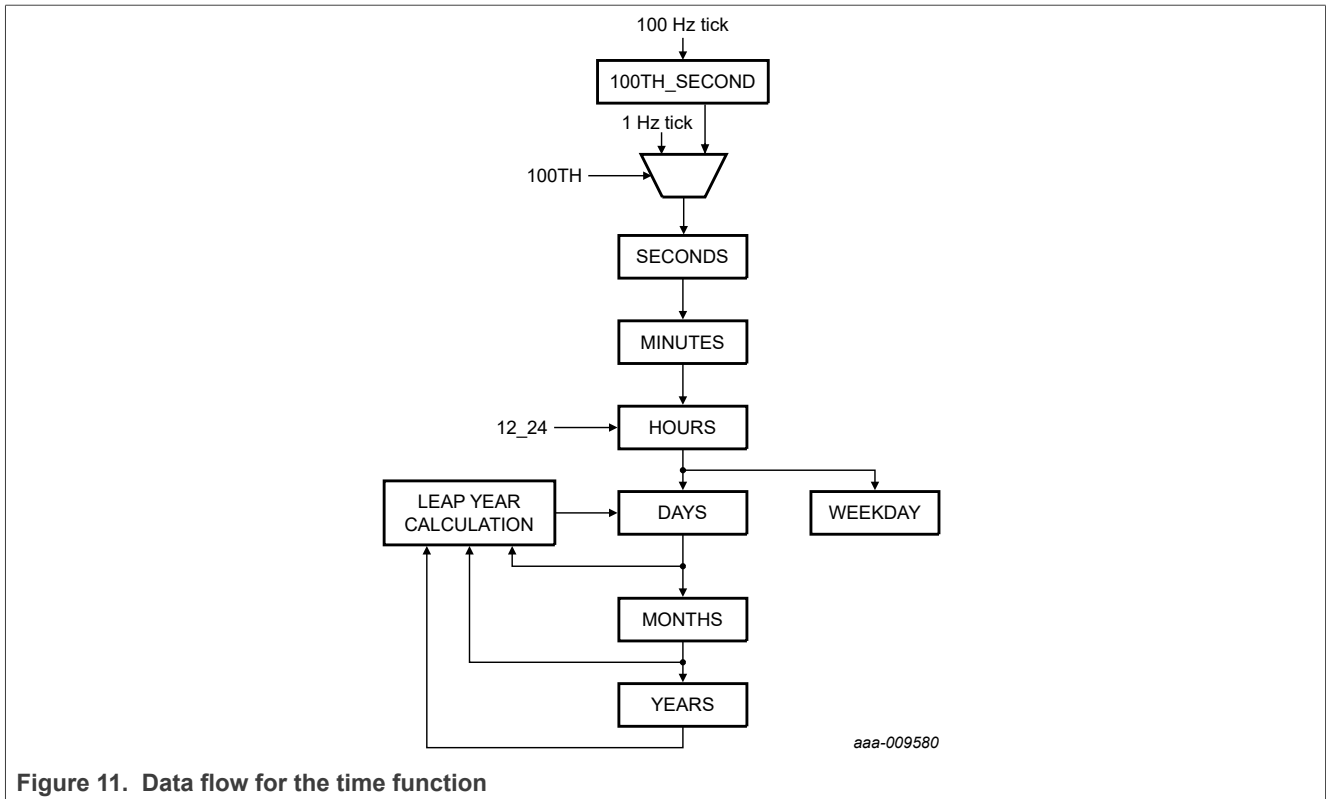 100 Hz tick
100TH_SECOND
1 Hz tick
100TH
SECONDS
MINUTES
12_24
HOURS
LEAP YEAR
CALCULATION
DAYS
WEEKDAY
MONTHS
YEARS
aaa-009580
Figure 11. Data flow for the time function